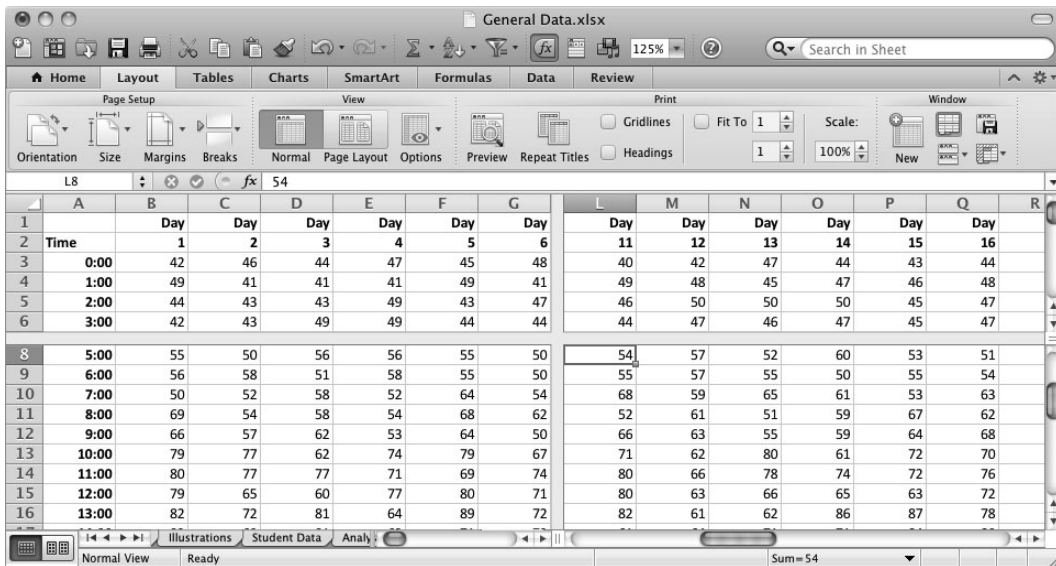 General Data.xlsx
fx 125% Search in Sheet
Home Layout Tables Charts SmartArt Formulas Data Review
Page Setup View Print Window
Orientation Size Margins Breaks Normal Page Layout Options Preview Repeat Titles Gridlines Headings Fit To 1 1 Scale: 100% New
L8 fx 54
A B C D E F G L M N O P Q R
1 Day Day Day Day Day Day Day Day Day Day Day Day
2 Time 1 2 3 4 5 6 11 12 13 14 15 16
3 0:00 42 46 44 47 45 48 40 42 47 44 43 44
4 1:00 49 41 41 41 49 41 49 48 45 47 46 48
5 2:00 44 43 43 49 43 47 46 50 50 50 45 47
6 3:00 42 43 49 49 44 44 44 47 46 47 45 47
8 5:00 55 50 56 56 55 50 54 57 52 60 53 51
9 6:00 56 58 51 58 55 50 55 57 55 50 55 54
10 7:00 50 52 58 52 64 54 68 59 65 61 53 63
11 8:00 69 54 58 54 68 62 52 61 51 59 67 62
12 9:00 66 57 62 53 64 50 66 63 55 59 64 68
13 10:00 79 77 62 74 79 67 71 62 80 61 72 70
14 11:00 80 77 77 71 69 74 80 66 78 74 72 76
15 12:00 79 65 60 77 80 71 80 63 66 65 63 72
16 13:00 82 72 81 64 89 72 82 61 62 86 87 78
Illustrations Student Data Analy
Normal View Ready Sum=54